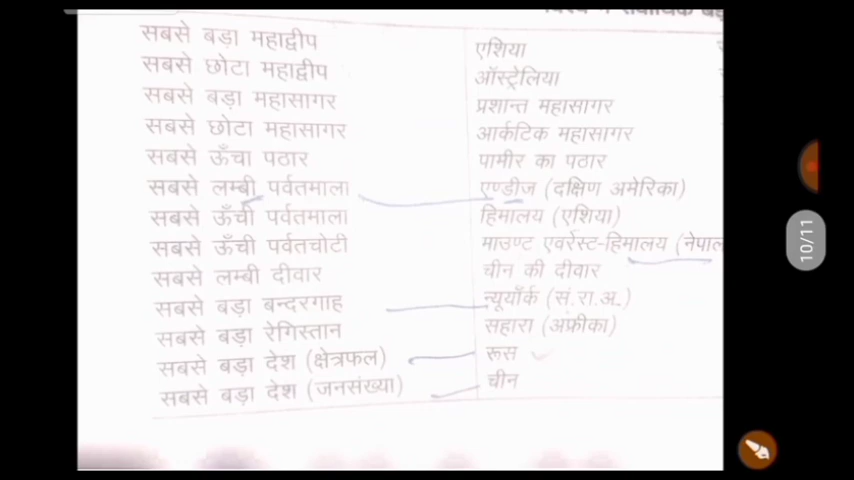 सबसे बड़ा महाद्वीप एशिया
सबसे छोटा महाद्वीप ऑस्ट्रेलिया
सबसे बड़ा महासागर प्रशान्त महासागर
सबसे छोटा महासागर आर्कटिक महासागर
सबसे ऊँचा पठार पामीर का पठार
सबसे लम्बी पर्वतमाला एण्डीज (दक्षिण अमेरिका)
सबसे ऊँची पर्वतमाला हिमालय (एशिया)
सबसे ऊँची पर्वतचोटी माउण्ट एवरेस्ट-हिमालय (नेपाल
सबसे लम्बी दीवार चीन की दीवार
सबसे बड़ा बन्दरगाह न्यूयॉर्क (सं.रा.अ.)
सबसे बड़ा रेगिस्तान सहारा (अफ्रीका)
सबसे बड़ा देश (क्षेत्रफल) रूस
सबसे बड़ा देश (जनसंख्या) चीन
10/11